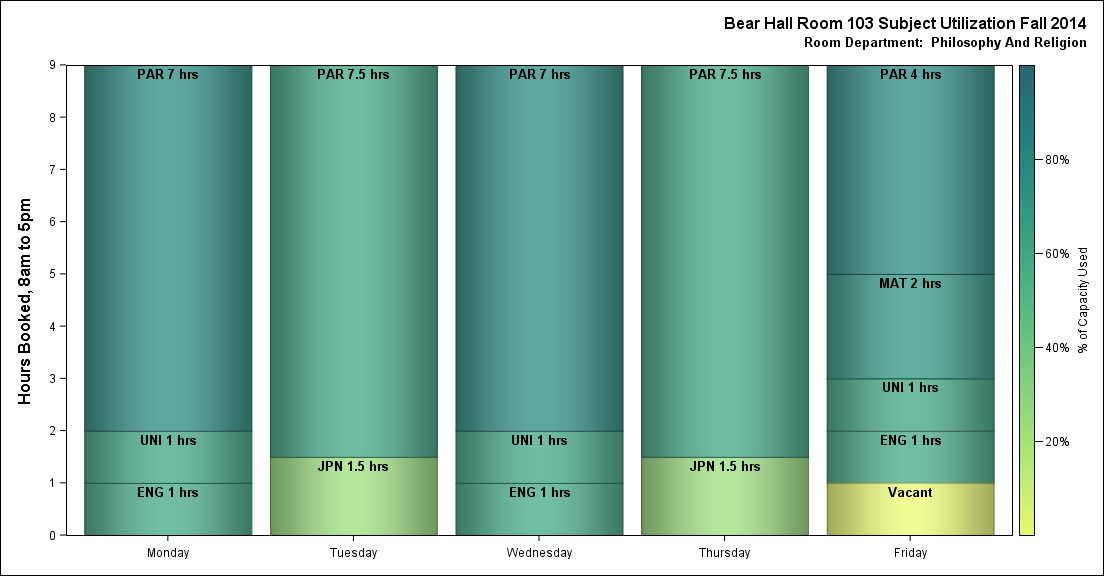 Bear Hall Room 103 Subject Utilization Fall 2014
Room Department: Philosophy And Religion
Hours Booked, 8am to 5pm
9
8
7
6
5
4
3
2
1
0
PAR 7 hrs
UNI 1 hrs
ENG 1 hrs
Monday
PAR 7.5 hrs
JPN 1.5 hrs
Tuesday
PAR 7 hrs
UNI 1 hrs
ENG 1 hrs
Wednesday
PAR 7.5 hrs
JPN 1.5 hrs
Thursday
PAR 4 hrs
MAT 2 hrs
UNI 1 hrs
ENG 1 hrs
Vacant
Friday
80%
60%
40%
20%
% of Capacity Used